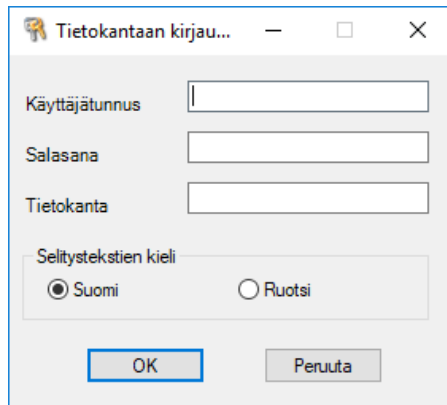 Tietokantaan kirjau...
Käyttäjätunnus
Salasana
Tietokanta
Selitystekstien kieli
Suomi Ruotsi
OK Peruuta